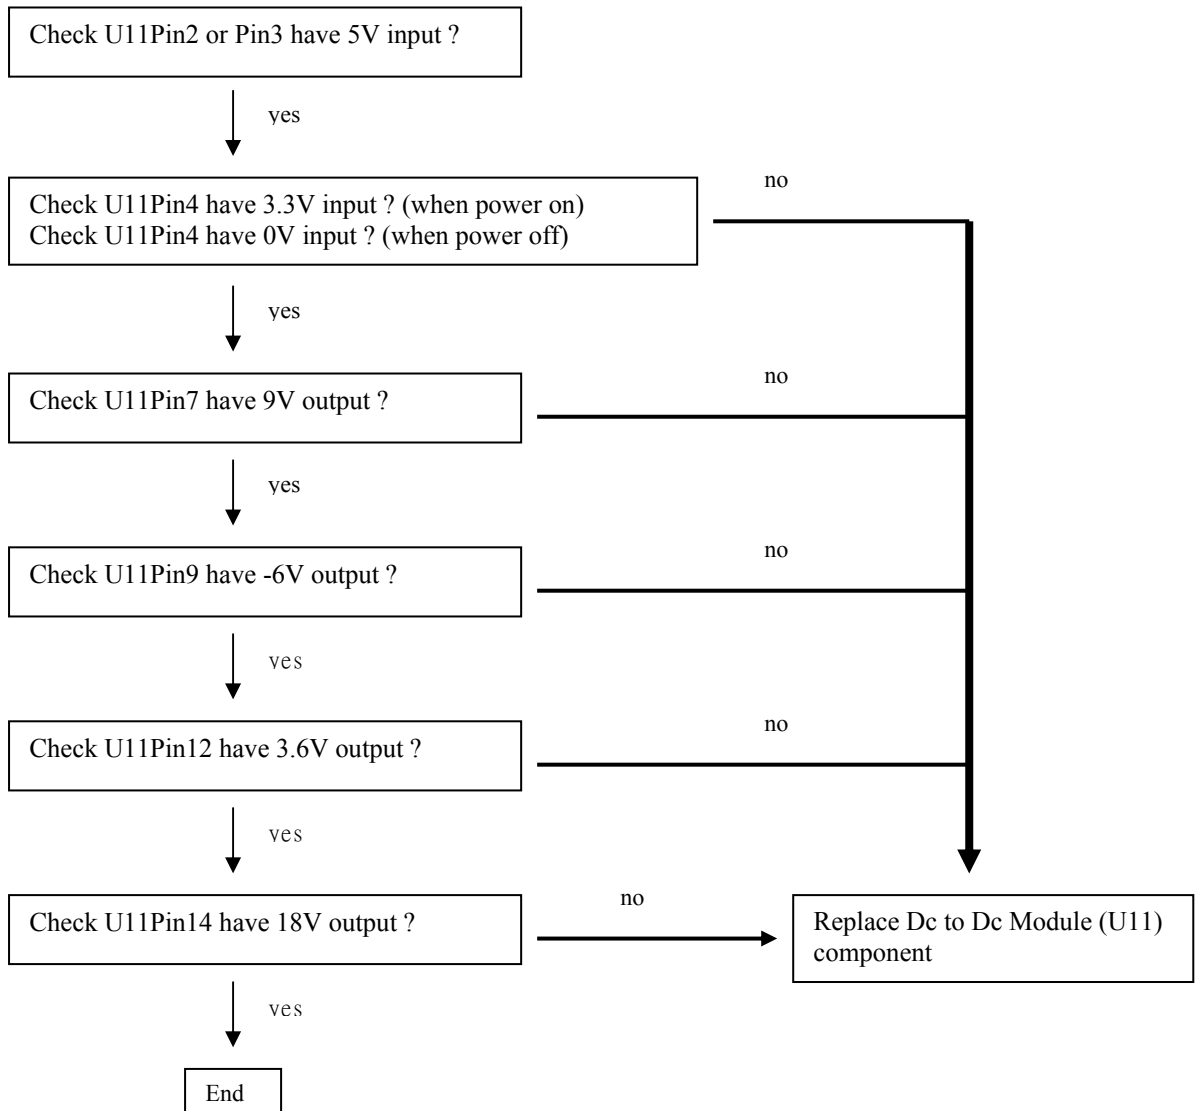 Check U11Pin2 or Pin3 have 5V input ?
yes
no
Check U11Pin4 have 3.3V input ? (when power on)
Check U11Pin4 have 0V input ? (when power off)
yes
no
Check U11Pin7 have 9V output ?
yes
no
Check U11Pin9 have -6V output ?
yes
no
Check U11Pin12 have 3.6V output ?
yes
no
Check U11Pin14 have 18V output ?
Replace Dc to Dc Module (U11)
component
yes
End